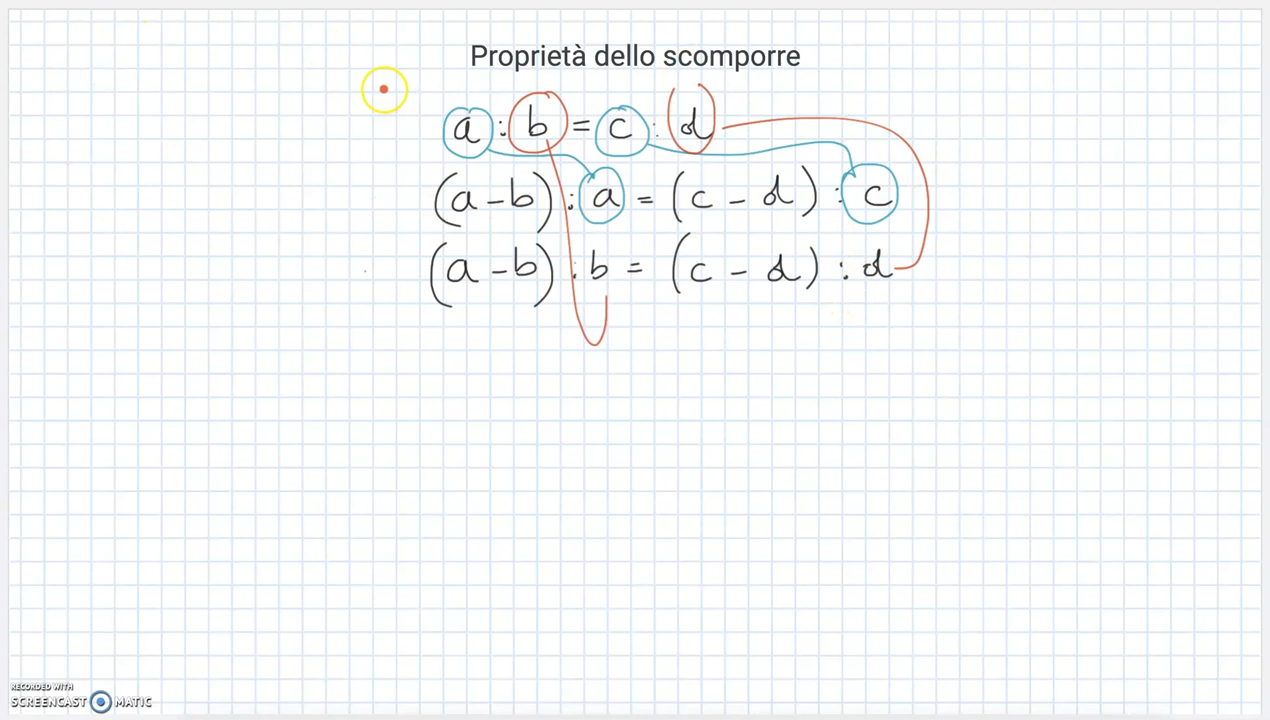 Proprietà dello scomporre
a : b = c : d
(a - b) : a = (c - d) : c
(a - b) : b = (c - d) : d
RECORDED WITH
SCREENCAST MATIC